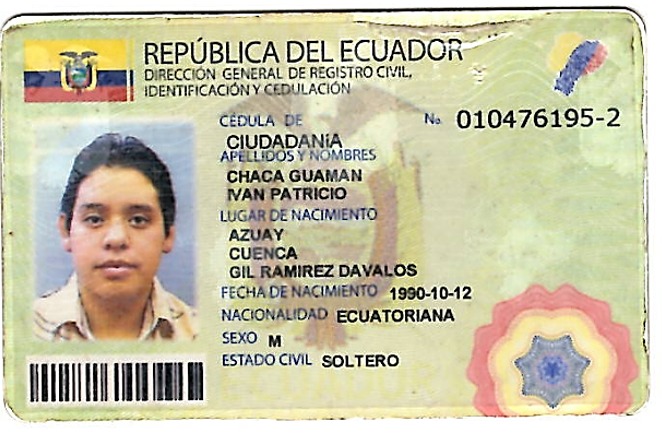 REPÚBLICA DEL ECUADOR
DIRECCIÓN GENERAL DE REGISTRO CIVIL,
IDENTIFICACIÓN Y CEDULACIÓN
CÉDULA DE No. 010476195-2
CIUDADANÍA
APELLIDOS Y NOMBRES
CHACA GUAMAN
IVAN PATRICIO
LUGAR DE NACIMIENTO
AZUAY
CUENCA
GIL RAMIREZ DAVALOS
FECHA DE NACIMIENTO 1990-10-12
NACIONALIDAD ECUATORIANA
SEXO M
ESTADO CIVIL SOLTERO